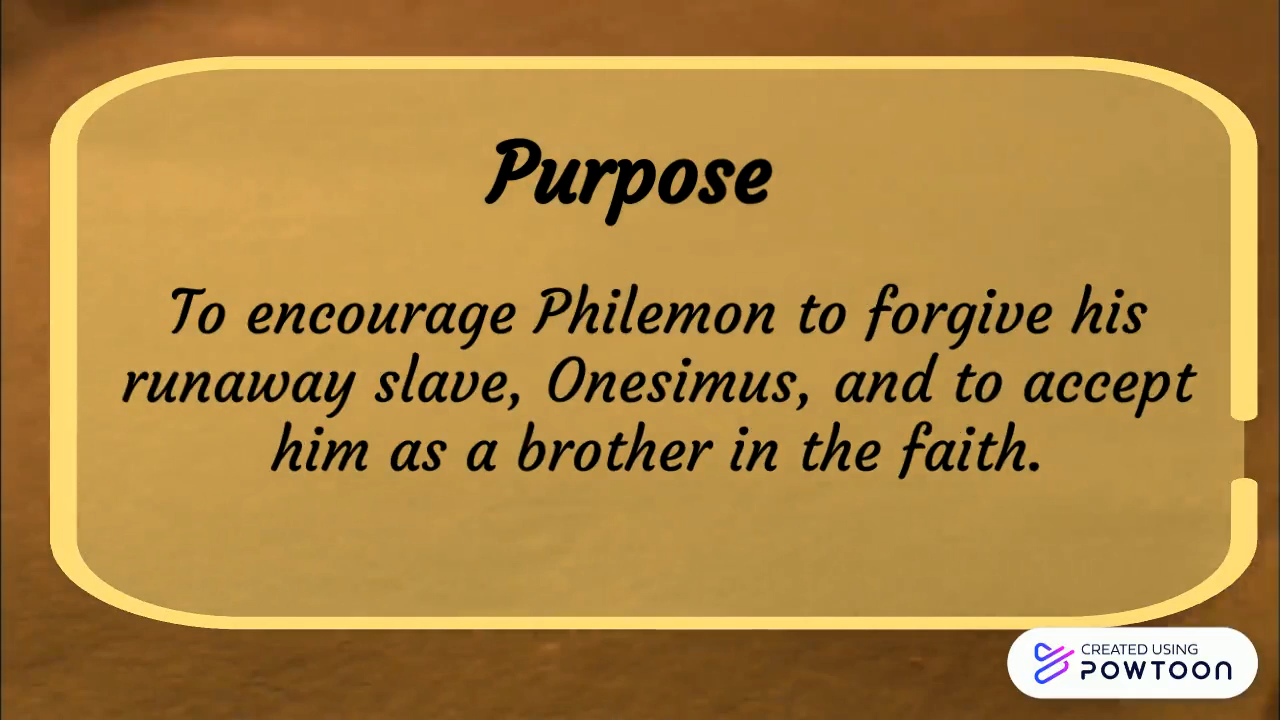 Purpose
To encourage Philemon to forgive his
runaway slave, Onesimus, and to accept
him as a brother in the faith.
CREATED USING
POWTOON